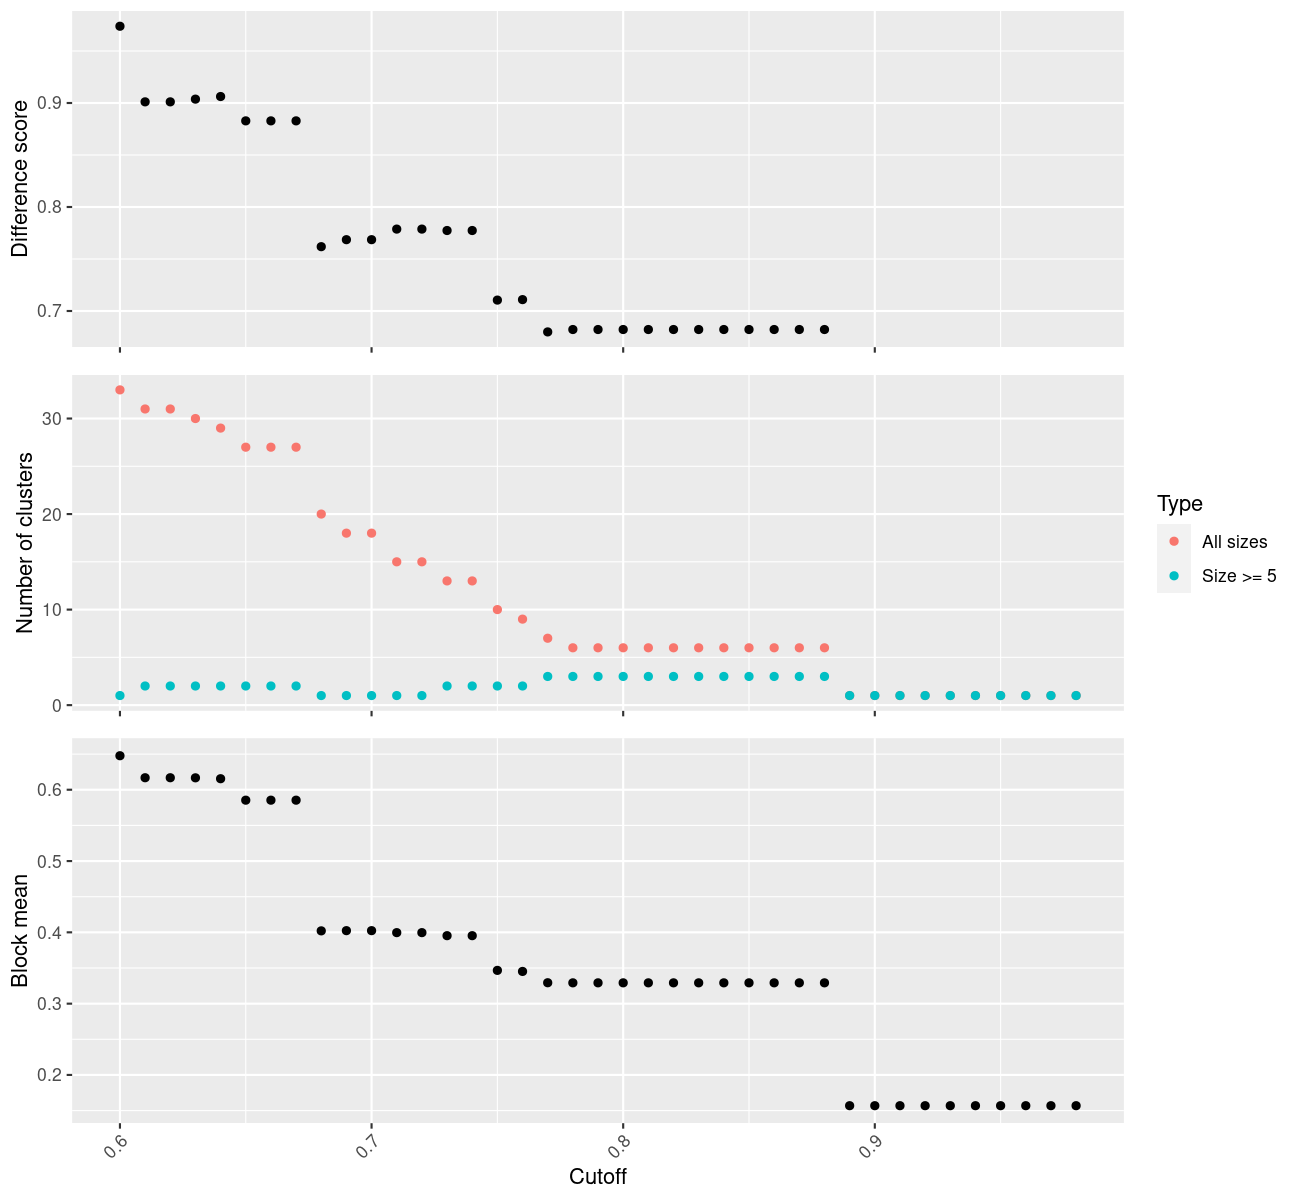 Difference score
0.9
0.8
0.7
Number of clusters
30
20
10
0
Type
All sizes
Size >= 5
Block mean
0.6
0.5
0.4
0.3
0.2
0.6
0.7
0.8
0.9
Cutoff